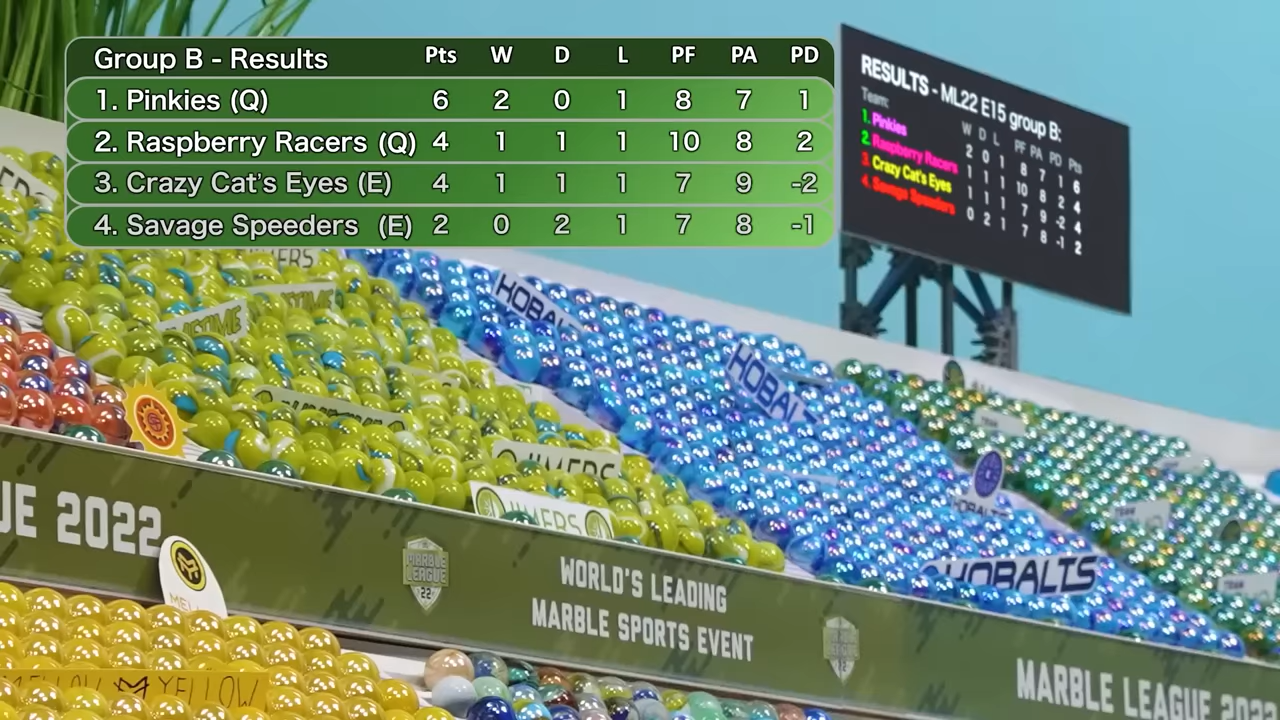 Group B - Results Pts W D L PF PA PD
1. Pinkies (Q) 6 2 0 1 8 7 1
2. Raspberry Racers (Q) 4 1 1 1 10 8 2
3. Crazy Cat's Eyes (E) 4 1 1 1 7 9 -2
4. Savage Speeders (E) 2 0 2 1 7 8 -1
RESULTS - ML22 E15 group B:
Team: W D L PF PA PD Pts
1. Pinkies 2 0 1 8 7 1 6
2. Raspberry Racers 1 1 1 10 8 2 4
3. Crazy Cat's Eyes 1 1 1 7 9 -2 4
4. Savage Speeders 0 2 1 7 8 -1 2
HOBALTS
2022
MARBLE
LEAGUE
22
WORLD'S LEADING
MARBLE SPORTS EVENT
MARBLE LEAGUE 2022
MELLOW YELLOW